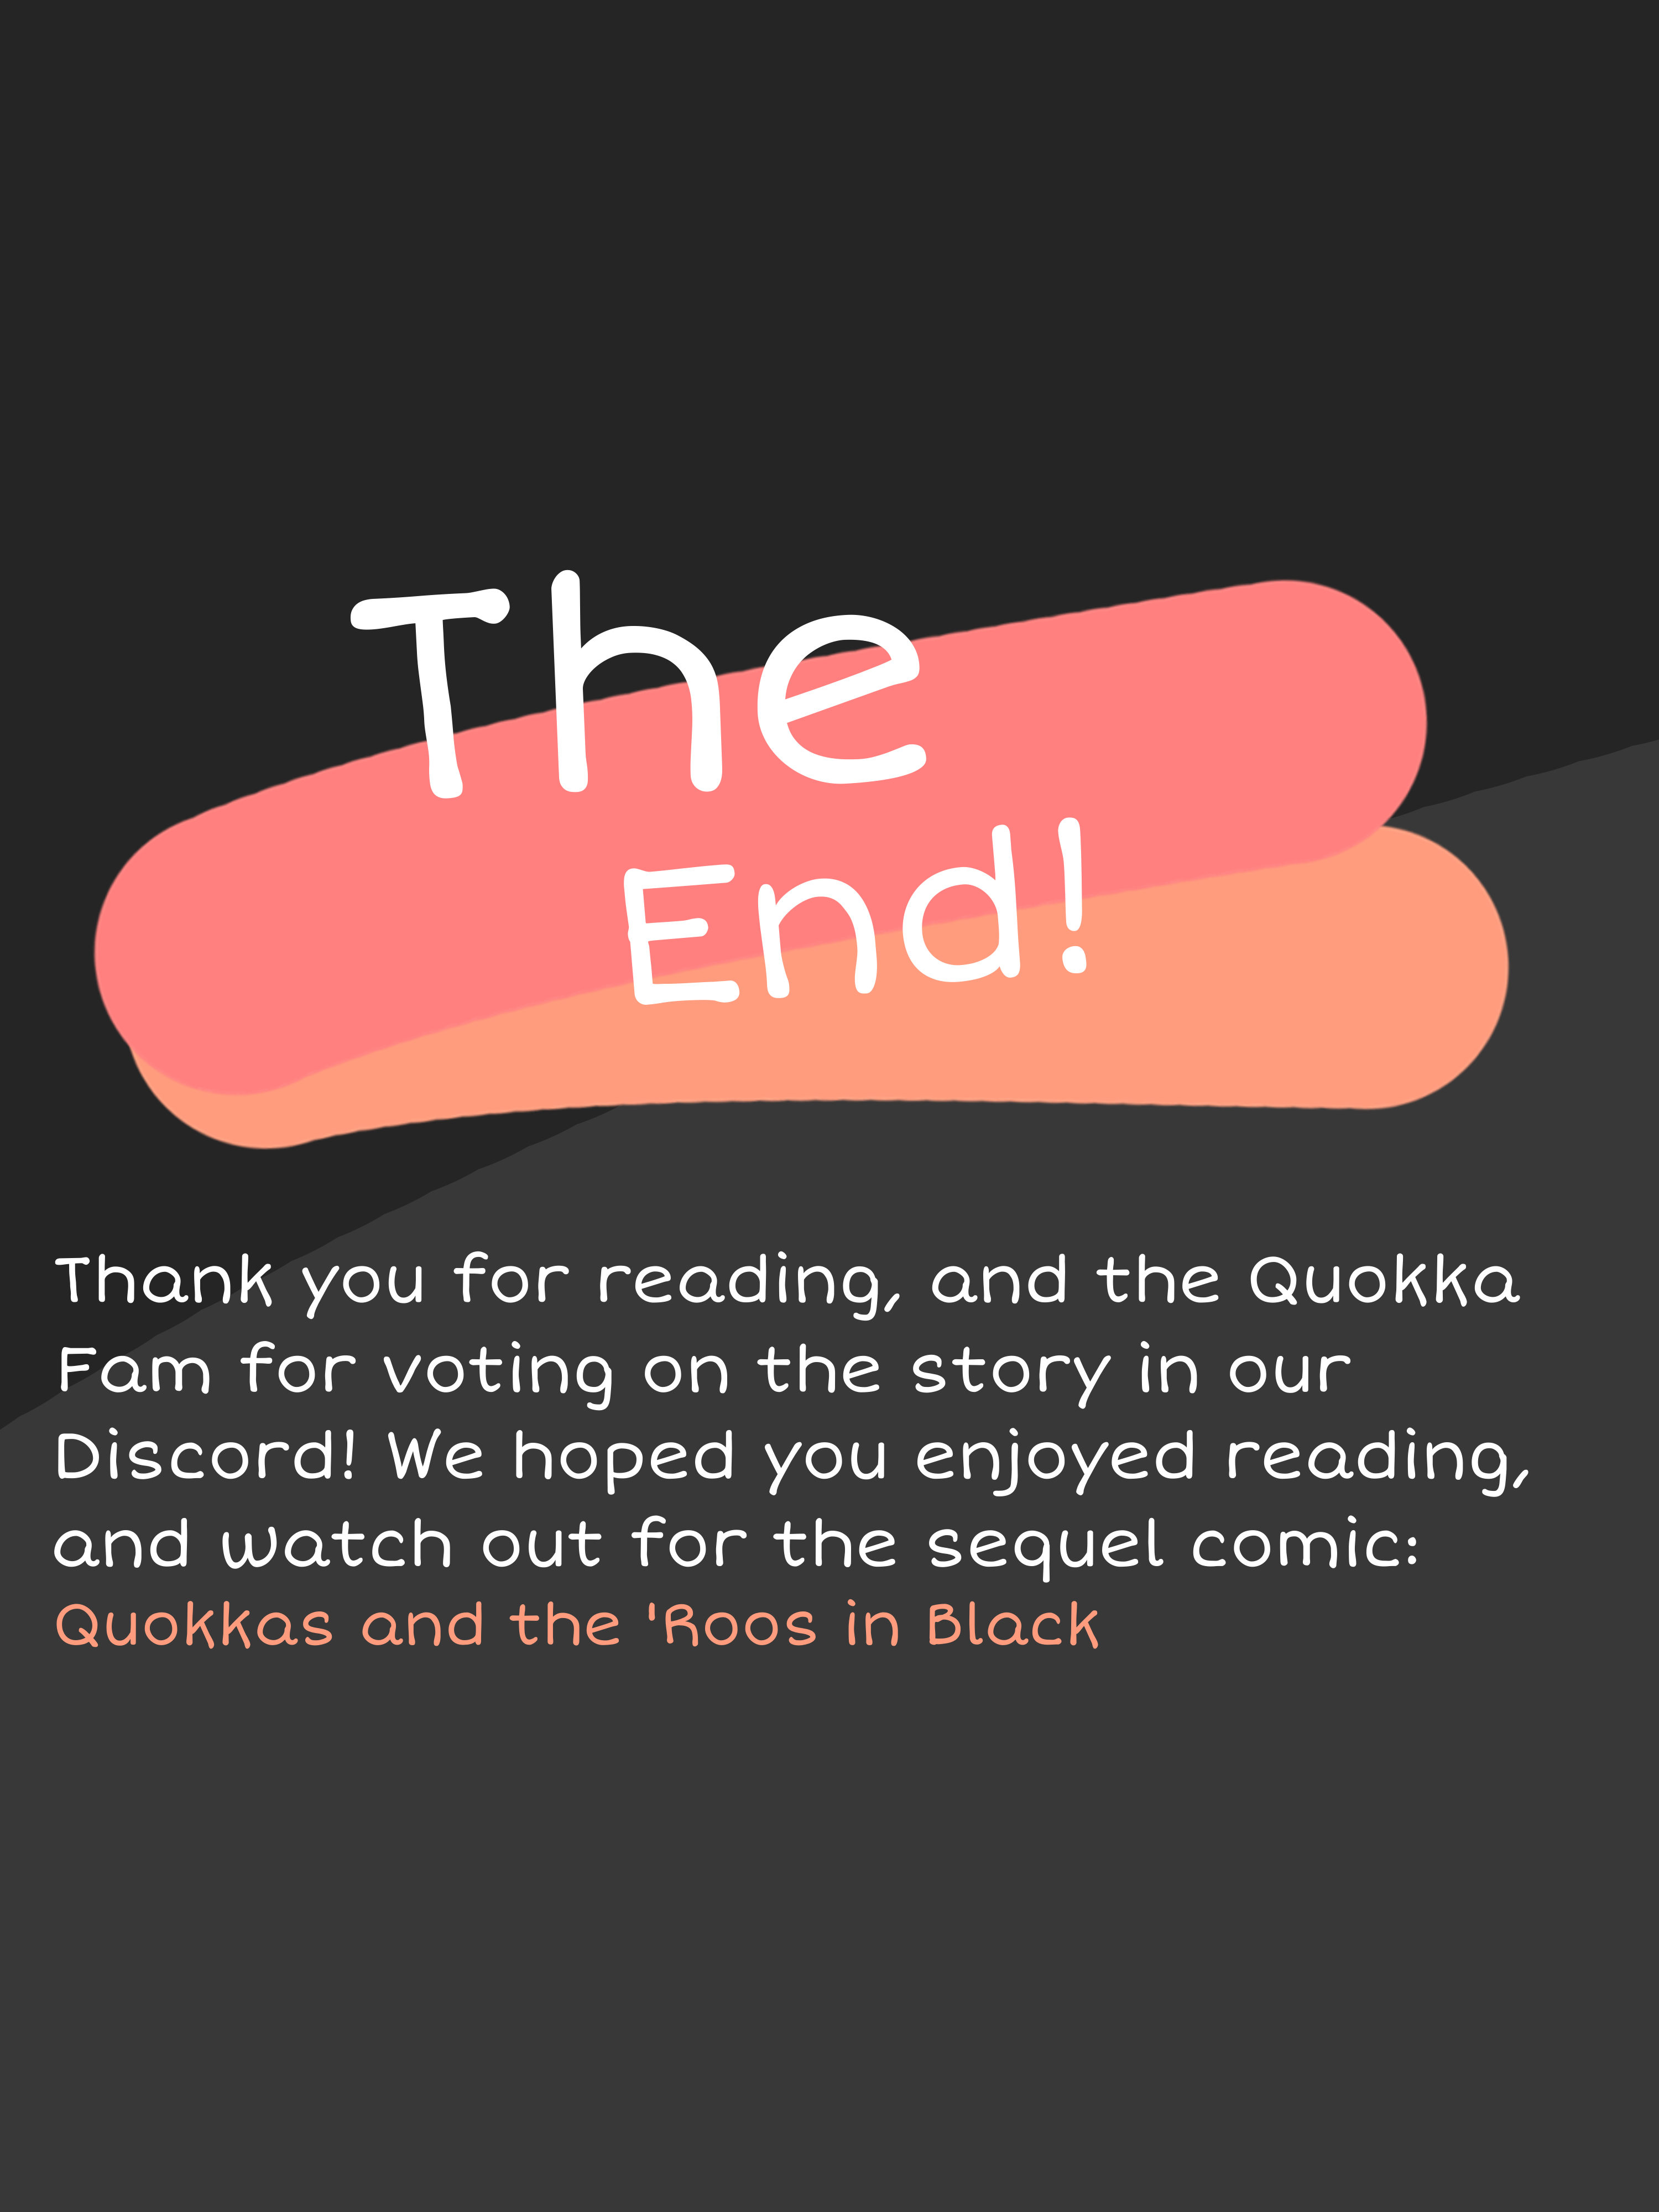 The
End!
Thank you for reading, and the Quokka
Fam for voting on the story in our
Discord! We hoped you enjoyed reading,
and watch out for the sequel comic:
Quokkas and the 'Roos in Black